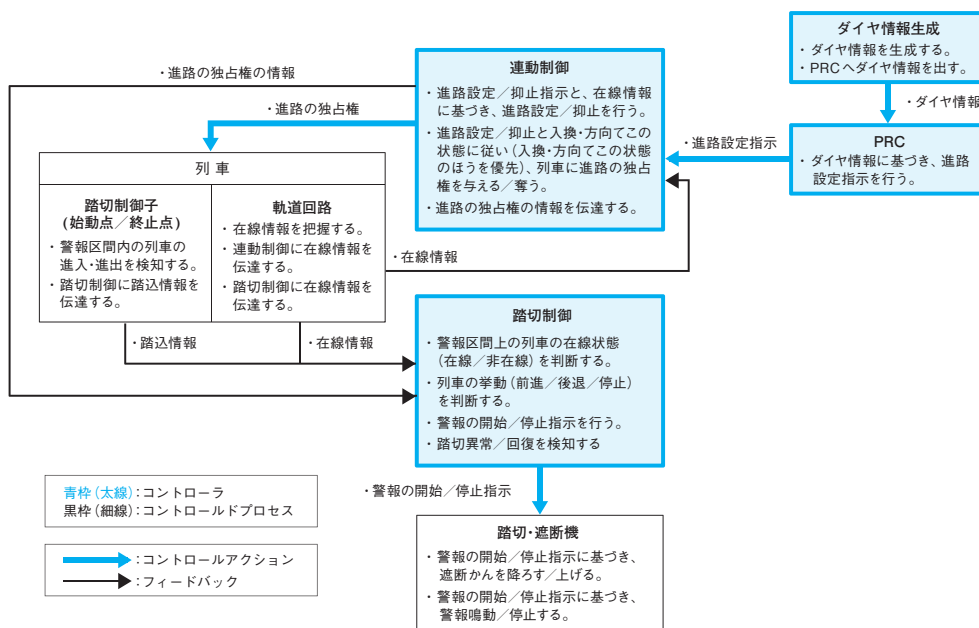 ダイヤ情報生成
・ダイヤ情報を生成する。
・PRCへダイヤ情報を出す。
・ダイヤ情報
PRC
・ダイヤ情報に基づき、進路
設定指示を行う。
・進路設定指示
連動制御
・進路設定／抑止指示と、在線情報
に基づき、進路設定／抑止を行う。
・進路設定／抑止と入換・方向てこの
状態に従い（入換・方向てこの状態
のほうを優先）、列車に進路の独占
権を与える／奪う。
・進路の独占権の情報を伝達する。
・進路の独占権の情報
・進路の独占権
列 車
踏切制御子
(始動点／終止点)
・警報区間内の列車の
進入・進出を検知する。
・踏切制御に踏込情報を
伝達する。
軌道回路
・在線情報を把握する。
・連動制御に在線情報を
伝達する。
・踏切制御に在線情報を
伝達する。
・在線情報
・踏込情報
・在線情報
踏切制御
・警報区間上の列車の在線状態
（在線／非在線）を判断する。
・列車の挙動（前進／後退／停止）
を判断する。
・警報の開始／停止指示を行う。
・踏切異常／回復を検知する
・警報の開始／停止指示
踏切・遮断機
・警報の開始／停止指示に基づき、
遮断かんを降ろす／上げる。
・警報の開始／停止指示に基づき、
警報鳴動／停止する。
青枠（太線）：コントローラ
黒枠（細線）：コントロールドプロセス
：コントロールアクション
：フィードバック